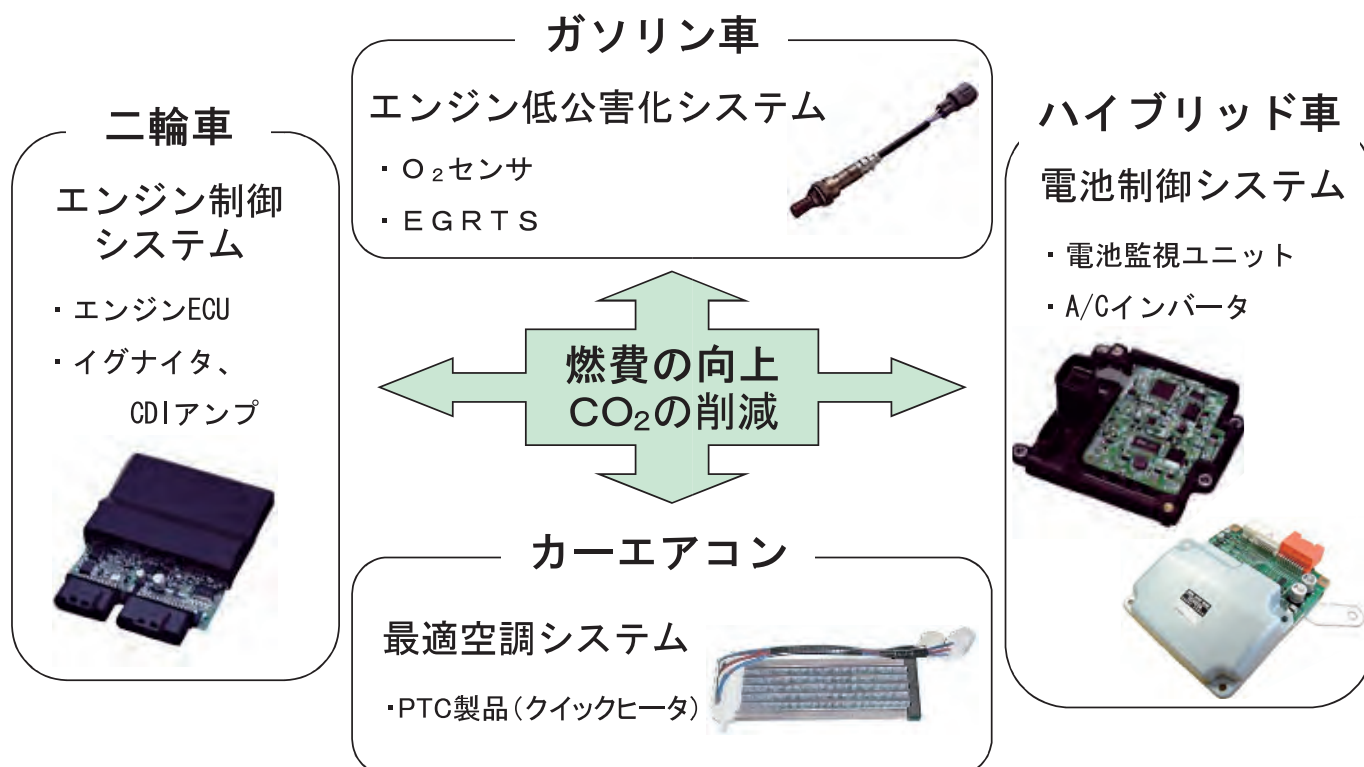 ガソリン車
エンジン低公害化システム
・O₂センサ
・EGRTS
二輪車
エンジン制御
システム
・エンジンECU
・イグナイタ、
CDIアンプ
燃費の向上
CO₂の削減
ハイブリッド車
電池制御システム
・電池監視ユニット
・A/Cインバータ
カーエアコン
最適空調システム
・PTC製品(クイックヒータ)